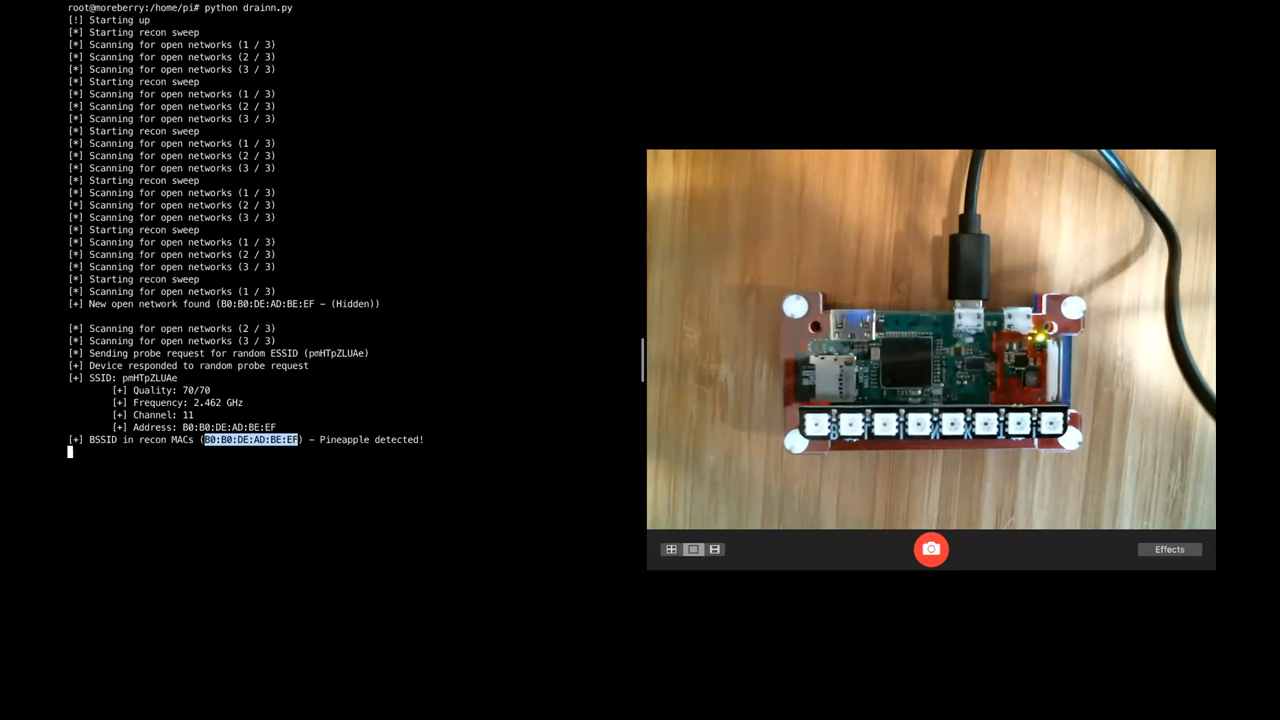 root@moreberry:/home/pi# python drainn.py
[!] Starting up
[*] Starting recon sweep
[*] Scanning for open networks (1 / 3)
[*] Scanning for open networks (2 / 3)
[*] Scanning for open networks (3 / 3)
[*] Starting recon sweep
[*] Scanning for open networks (1 / 3)
[*] Scanning for open networks (2 / 3)
[*] Scanning for open networks (3 / 3)
[*] Starting recon sweep
[*] Scanning for open networks (1 / 3)
[*] Scanning for open networks (2 / 3)
[*] Scanning for open networks (3 / 3)
[*] Starting recon sweep
[*] Scanning for open networks (1 / 3)
[*] Scanning for open networks (2 / 3)
[*] Scanning for open networks (3 / 3)
[*] Starting recon sweep
[*] Scanning for open networks (1 / 3)
[*] Scanning for open networks (2 / 3)
[*] Scanning for open networks (3 / 3)
[*] Starting recon sweep
[*] Scanning for open networks (1 / 3)
[+] New open network found (B0:B0:DE:AD:BE:EF - (Hidden))
[*] Scanning for open networks (2 / 3)
[*] Scanning for open networks (3 / 3)
[*] Sending probe request for random ESSID (pmHTpZLUAe)
[+] Device responded to random probe request
[+] SSID: pmHTpZLUAe
[+] Quality: 70/70
[+] Frequency: 2.462 GHz
[+] Channel: 11
[+] Address: B0:B0:DE:AD:BE:EF
[+] BSSID in recon MACs (B0:B0:DE:AD:BE:EF) - Pineapple detected!
Effects